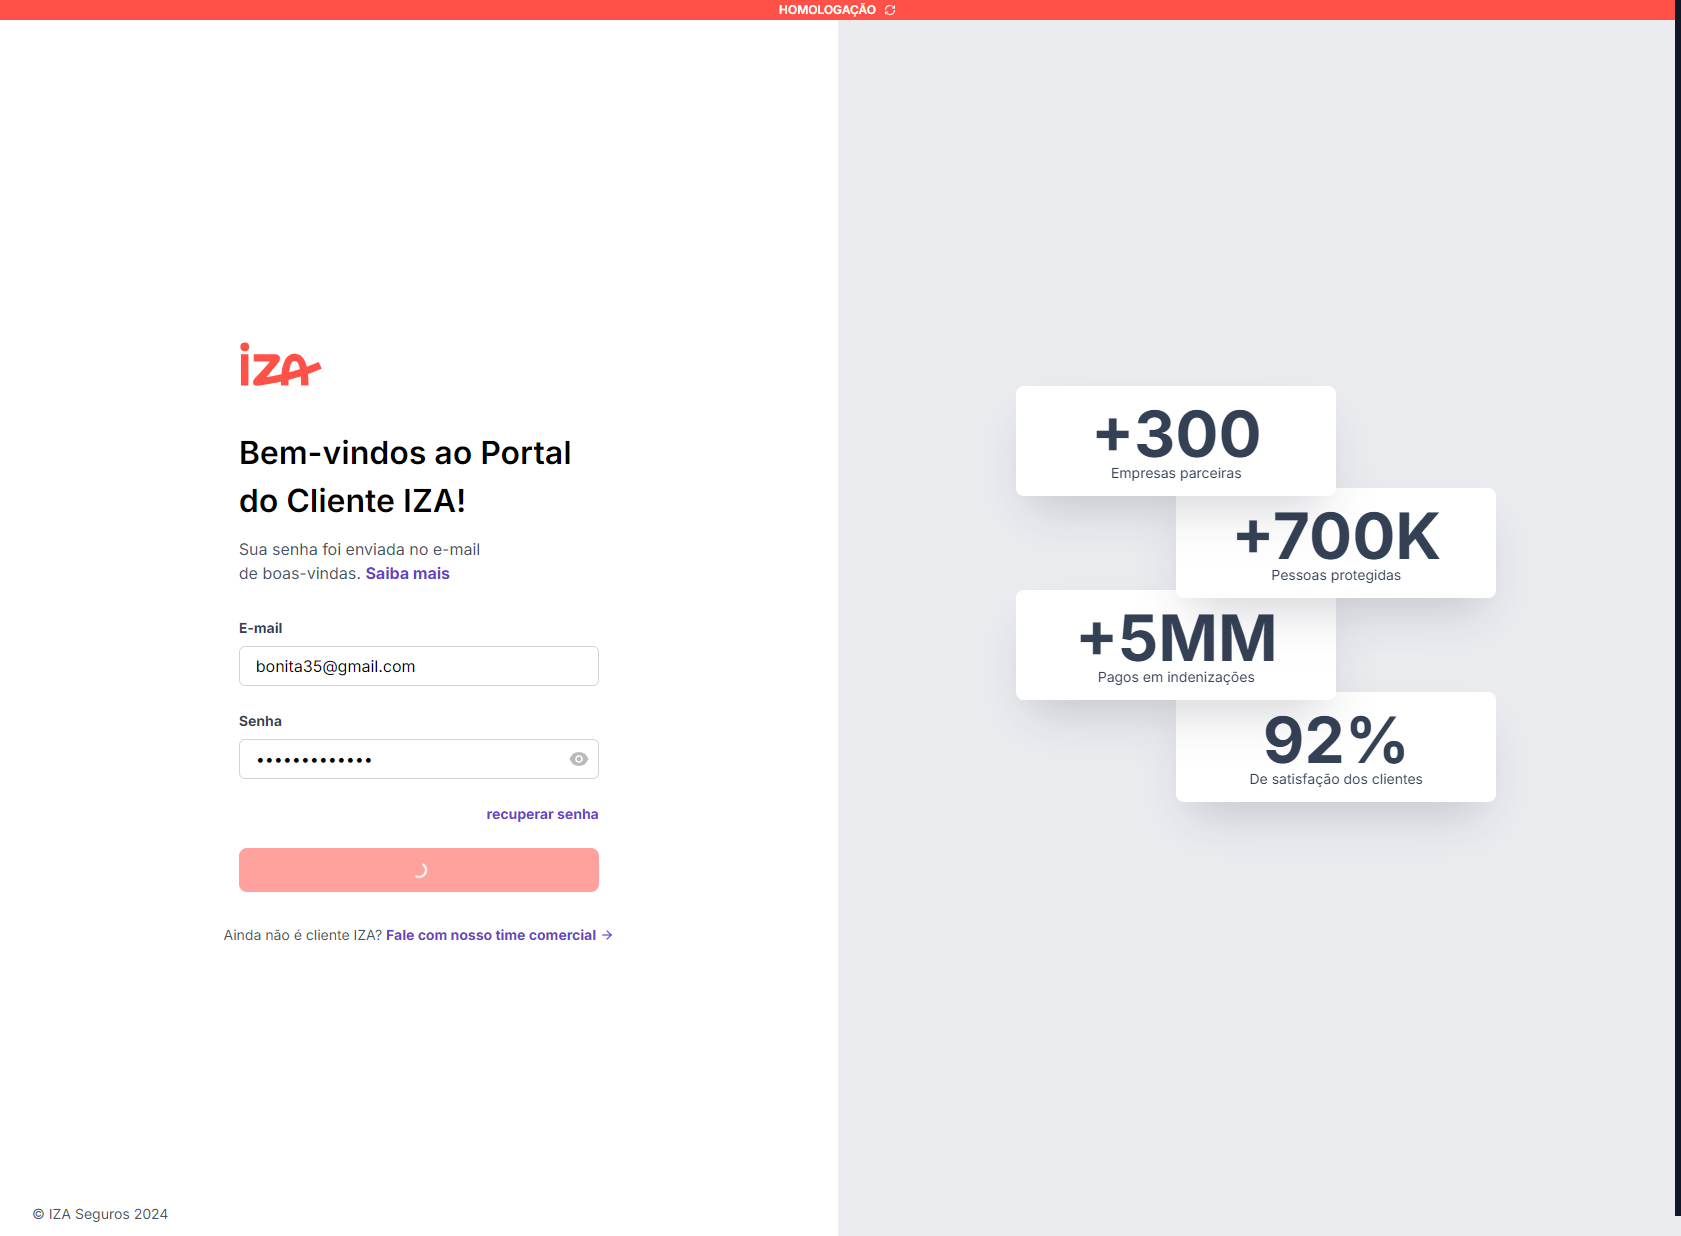 HOMOLOGAÇÃO
iza
Bem-vindos ao Portal
do Cliente IZA!
Sua senha foi enviada no e-mail
de boas-vindas. Saiba mais
E-mail
bonita35@gmail.com
Senha
•••••••••••••
recuperar senha
Ainda não é cliente IZA? Fale com nosso time comercial →
© IZA Seguros 2024
+300
Empresas parceiras
+700K
Pessoas protegidas
+5MM
Pagos em indenizações
92%
De satisfação dos clientes